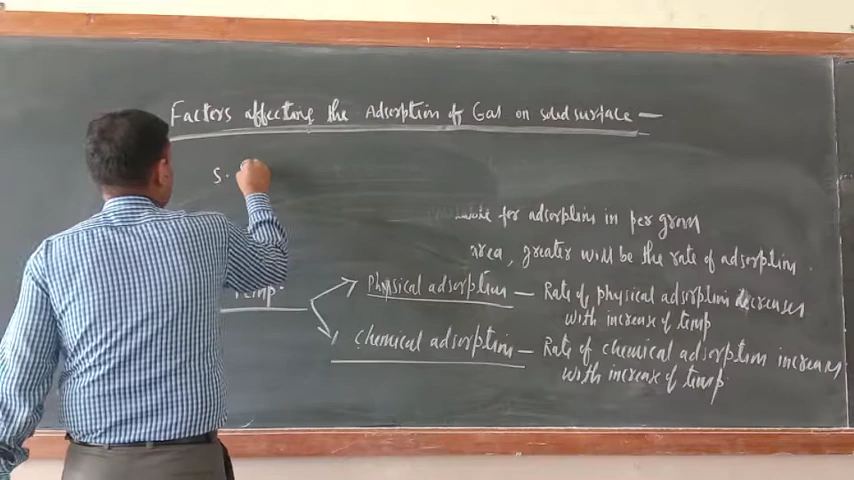 Factors affecting the Adsorption of Gas on solid surface —
S.
for adsorption in per gram
area, greater will be the rate of adsorption.
Temp.
Physical adsorption — Rate of physical adsorption decreases
with increase of temp
Chemical adsorption — Rate of chemical adsorption increases
with increase of temp.